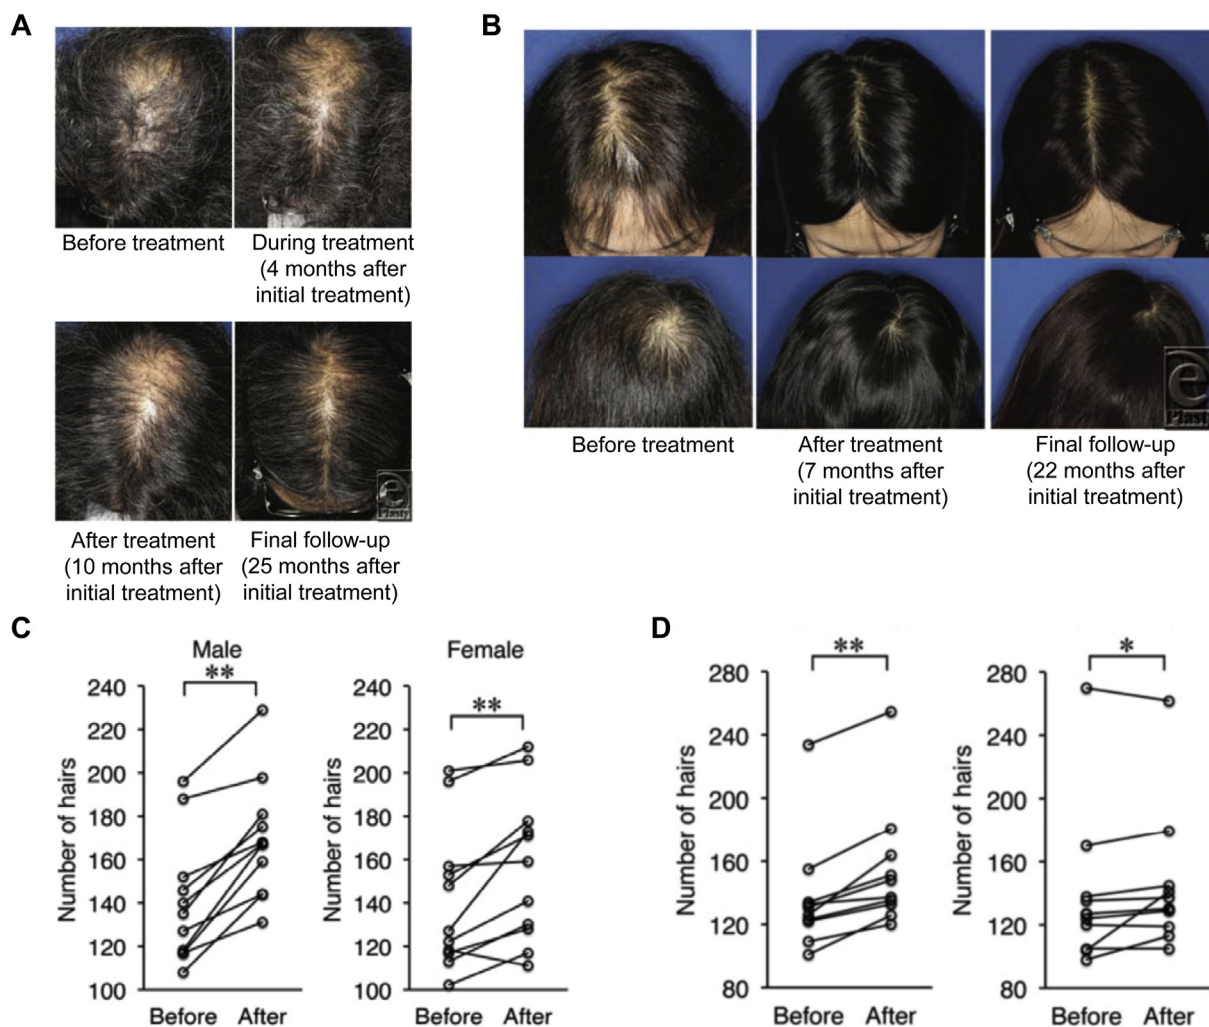 A
B
Before treatment
During treatment
(4 months after
initial treatment)
After treatment
(10 months after
initial treatment)
Final follow-up
(25 months after
initial treatment)
e
Plasty
Before treatment
After treatment
(7 months after
initial treatment)
Final follow-up
(22 months after
initial treatment)
e
Plasty
C
Male
**
Number of hairs
240
220
200
180
160
140
120
100
Before
After
Female
**
Number of hairs
240
220
200
180
160
140
120
100
Before
After
D
**
Number of hairs
280
240
200
160
120
80
Before
After
*
Number of hairs
280
240
200
160
120
80
Before
After